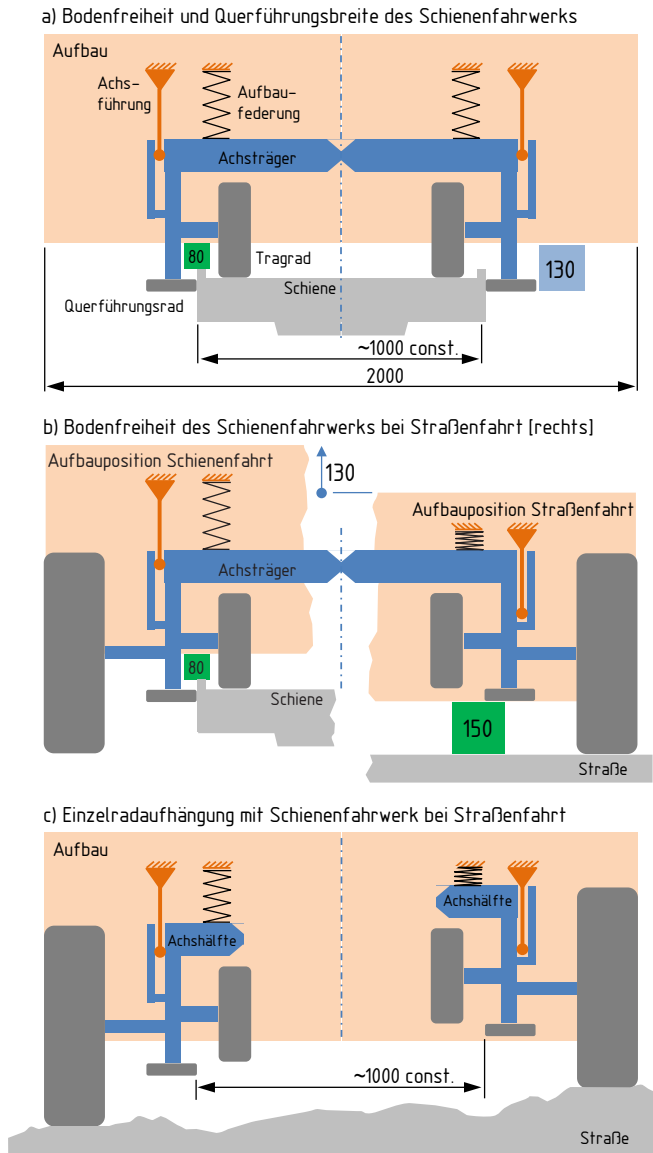 a) Bodenfreiheit und Querführungsbreite des Schienenfahrwerks
Aufbau
Achs-
führung
Aufbau-
federung
Achsträger
80
Tragrad
130
Schiene
Querführungsrad
~1000 const.
2000
b) Bodenfreiheit des Schienenfahrwerks bei Straßenfahrt [rechts]
Aufbauposition Schienenfahrt
130
Aufbauposition Straßenfahrt
Achsträger
80
Schiene
150
Straße
c) Einzelradaufhängung mit Schienenfahrwerk bei Straßenfahrt
Aufbau
Achshälfte
Achshälfte
~1000 const.
Straße